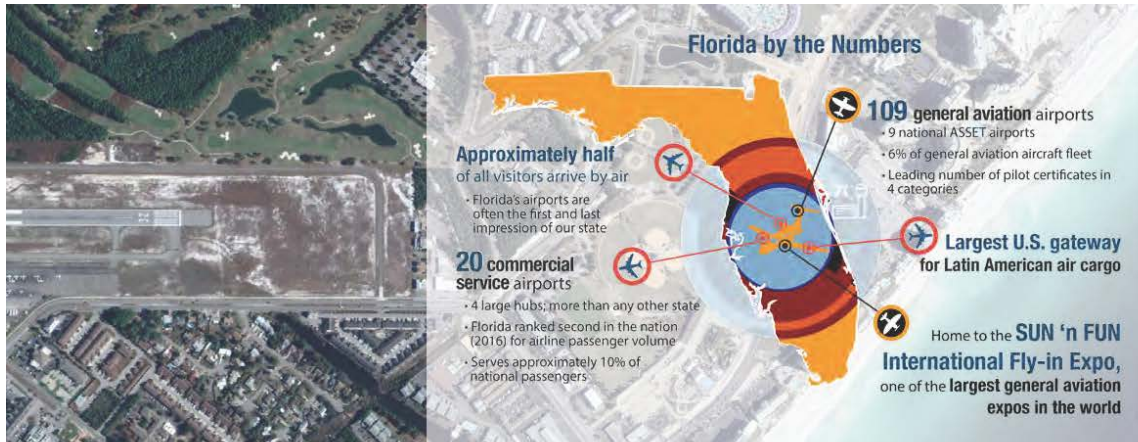 Florida by the Numbers
109 general aviation airports
• 9 national ASSET airports
• 6% of general aviation aircraft fleet
• Leading number of pilot certificates in
4 categories
Approximately half
of all visitors arrive by air
• Florida's airports are
often the first and last
impression of our state
20 commercial
service airports
• 4 large hubs; more than any other state
• Florida ranked second in the nation
(2016) for airline passenger volume
• Serves approximately 10% of
national passengers
Largest U.S. gateway
for Latin American air cargo
Home to the SUN 'n FUN
International Fly-in Expo,
one of the largest general aviation
expos in the world